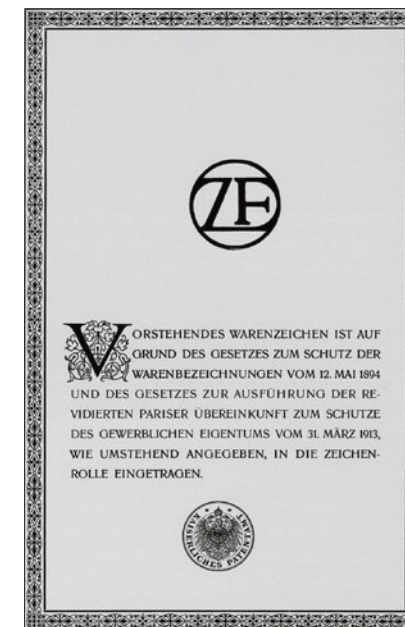 ZF
VORSTEHENDES WARENZEICHEN IST AUF
GRUND DES GESETZES ZUM SCHUTZ DER
WARENBEZEICHNUNGEN VOM 12. MAI 1894
UND DES GESETZES ZUR AUSFÜHRUNG DER RE-
VIDIERTEN PARISER ÜBEREINKUNFT ZUM SCHUTZE
DES GEWERBLICHEN EIGENTUMS VOM 31. MÄRZ 1913,
WIE UMSTEHEND ANGEGEBEN, IN DIE ZEICHEN-
ROLLE EINGETRAGEN.
KAISERLICHES PATENTAMT